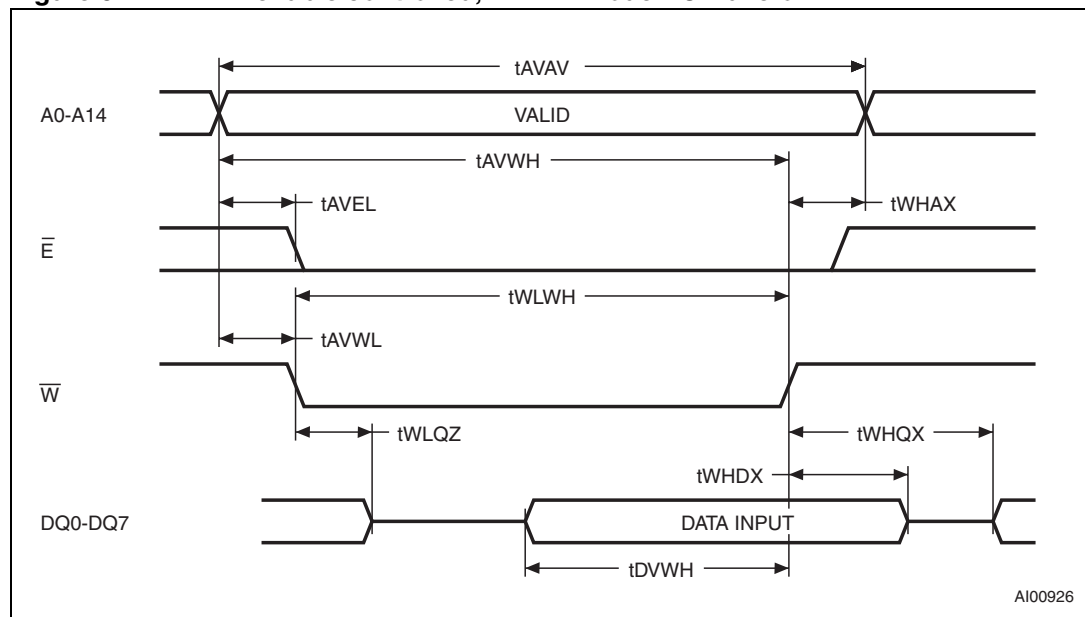 tAVAV
A0-A14
VALID
tAVWH
tAVEL
tWHAX
E̅
tWLWH
tAVWL
W̅
tWLQZ
tWHQX
tWHDX
DQ0-DQ7
DATA INPUT
tDVWH
AI00926